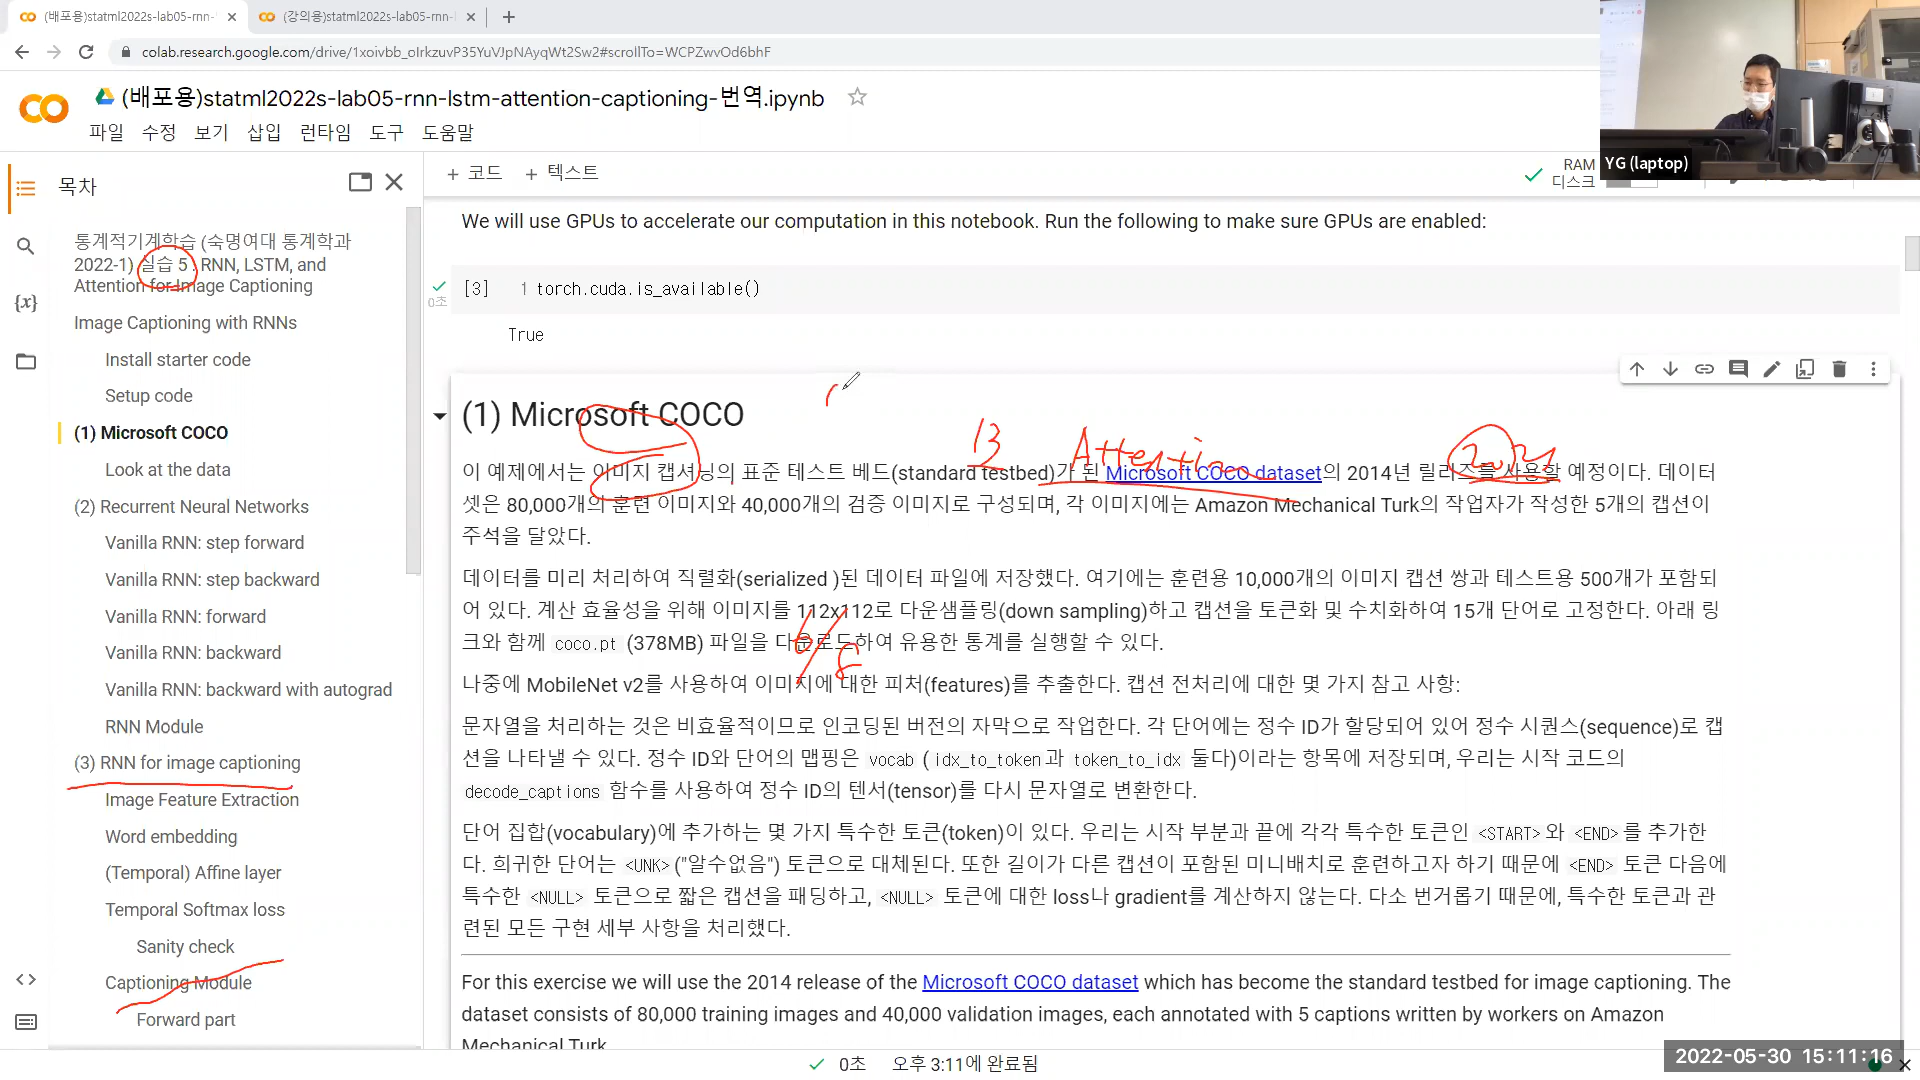 (배포용)statml2022s-lab05-rnn-
(강의용)statml2022s-lab05-rnn-l
colab.research.google.com/drive/1xoivbb_oIrkzuvP35YuVJpNAyqWt2Sw2#scrollTo=WCPZwvOd6bhF
(배포용)statml2022s-lab05-rnn-lstm-attention-captioning-번역.ipynb
파일 수정 보기 삽입 런타임 도구 도움말
YG (laptop)
목차
+ 코드 + 텍스트
RAM
디스크
통계적기계학습 (숙명여대 통계학과
2022-1) 실습 5 : RNN, LSTM, and
Attention for Image Captioning
Image Captioning with RNNs
Install starter code
Setup code
(1) Microsoft COCO
Look at the data
(2) Recurrent Neural Networks
Vanilla RNN: step forward
Vanilla RNN: step backward
Vanilla RNN: forward
Vanilla RNN: backward
Vanilla RNN: backward with autograd
RNN Module
(3) RNN for image captioning
Image Feature Extraction
Word embedding
(Temporal) Affine layer
Temporal Softmax loss
Sanity check
Captioning Module
Forward part
We will use GPUs to accelerate our computation in this notebook. Run the following to make sure GPUs are enabled:
0초 [3] 1 torch.cuda.is_available()
True
(1) Microsoft COCO
13 Attention
이 예제에서는 이미지 캡셔닝의 표준 테스트 베드(standard testbed)가 된 Microsoft COCO dataset의 2014년 릴리즈를 사용할 예정이다. 데이터
셋은 80,000개의 훈련 이미지와 40,000개의 검증 이미지로 구성되며, 각 이미지에는 Amazon Mechanical Turk의 작업자가 작성한 5개의 캡션이
주석을 달았다.
데이터를 미리 처리하여 직렬화(serialized )된 데이터 파일에 저장했다. 여기에는 훈련용 10,000개의 이미지 캡션 쌍과 테스트용 500개가 포함되
어 있다. 계산 효율성을 위해 이미지를 112x112로 다운샘플링(down sampling)하고 캡션을 토큰화 및 수치화하여 15개 단어로 고정한다. 아래 링
크와 함께 coco.pt (378MB) 파일을 다운로드하여 유용한 통계를 실행할 수 있다.
나중에 MobileNet v2를 사용하여 이미지에 대한 피처(features)를 추출한다. 캡션 전처리에 대한 몇 가지 참고 사항:
문자열을 처리하는 것은 비효율적이므로 인코딩된 버전의 자막으로 작업한다. 각 단어에는 정수 ID가 할당되어 있어 정수 시퀀스(sequence)로 캡
션을 나타낼 수 있다. 정수 ID와 단어의 맵핑은 vocab ( idx_to_token과 token_to_idx 둘다)이라는 항목에 저장되며, 우리는 시작 코드의
decode_captions 함수를 사용하여 정수 ID의 텐서(tensor)를 다시 문자열로 변환한다.
단어 집합(vocabulary)에 추가하는 몇 가지 특수한 토큰(token)이 있다. 우리는 시작 부분과 끝에 각각 특수한 토큰인 <START>와 <END>를 추가한
다. 희귀한 단어는 <UNK>("알수없음") 토큰으로 대체된다. 또한 길이가 다른 캡션이 포함된 미니배치로 훈련하고자 하기 때문에 <END> 토큰 다음에
특수한 <NULL> 토큰으로 짧은 캡션을 패딩하고, <NULL> 토큰에 대한 loss나 gradient를 계산하지 않는다. 다소 번거롭기 때문에, 특수한 토큰과 관
련된 모든 구현 세부 사항을 처리했다.
For this exercise we will use the 2014 release of the Microsoft COCO dataset which has become the standard testbed for image captioning. The
dataset consists of 80,000 training images and 40,000 validation images, each annotated with 5 captions written by workers on Amazon
Mechanical Turk.
0초 오후 3:11에 완료됨
2022-05-30 15:11:16